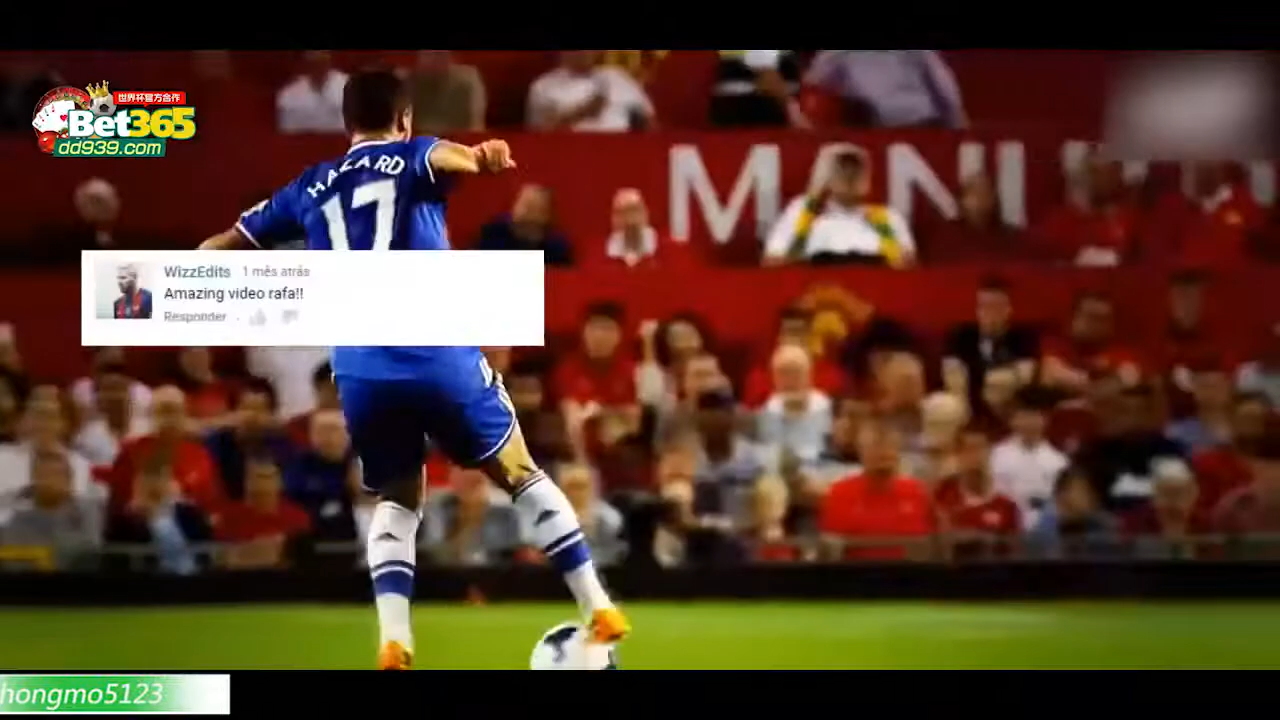 世界杯官方合作
Bet365
dd939.com
HAZARD
17
MAN U
WizzEdits 1 mês atrás
Amazing video rafa!!
Responder
hongmo5123